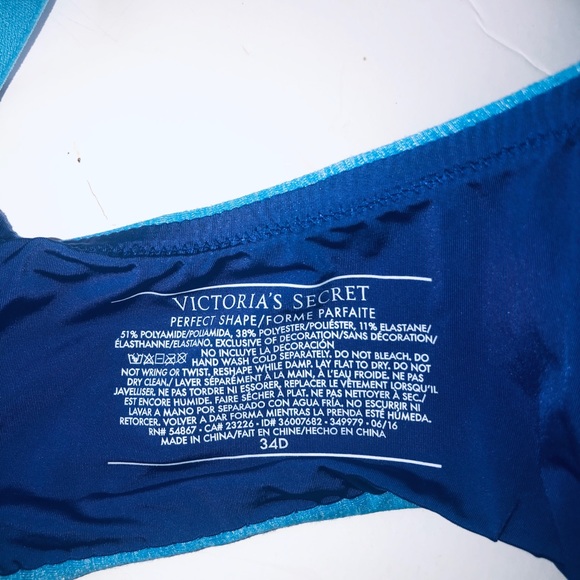 VICTORIA'S SECRET
PERFECT SHAPE/FORME PARFAITE
51% POLYAMIDE/POLIAMIDA, 38% POLYESTER/POLIÉSTER, 11% ELASTANE/
ÉLASTHANNE/ELASTANO. EXCLUSIVE OF DECORATION/SANS DÉCORATION/
NO INCLUYE LA DECORACIÓN
HAND WASH COLD SEPARATELY. DO NOT BLEACH. DO
NOT WRING OR TWIST. RESHAPE WHILE DAMP. LAY FLAT TO DRY. DO NOT
DRY CLEAN./ LAVER SÉPARÉMENT À LA MAIN, À L'EAU FROIDE. NE PAS
JAVELLISER. NE PAS TORDRE NI ESSORER. REPLACER LE VÊTEMENT LORSQU'IL
EST ENCORE HUMIDE. FAIRE SÉCHER À PLAT. NE PAS NETTOYER À SEC./
LAVAR A MANO POR SEPARADO CON AGUA FRÍA. NO ESCURRIR NI
RETORCER. VOLVER A DAR FORMA MIENTRAS LA PRENDA ESTÉ HÚMEDA.
RN# 54867 • CA# 23226 • ID# 36007682 • 349979 • 06/16
MADE IN CHINA/FAIT EN CHINE/HECHO EN CHINA
34D